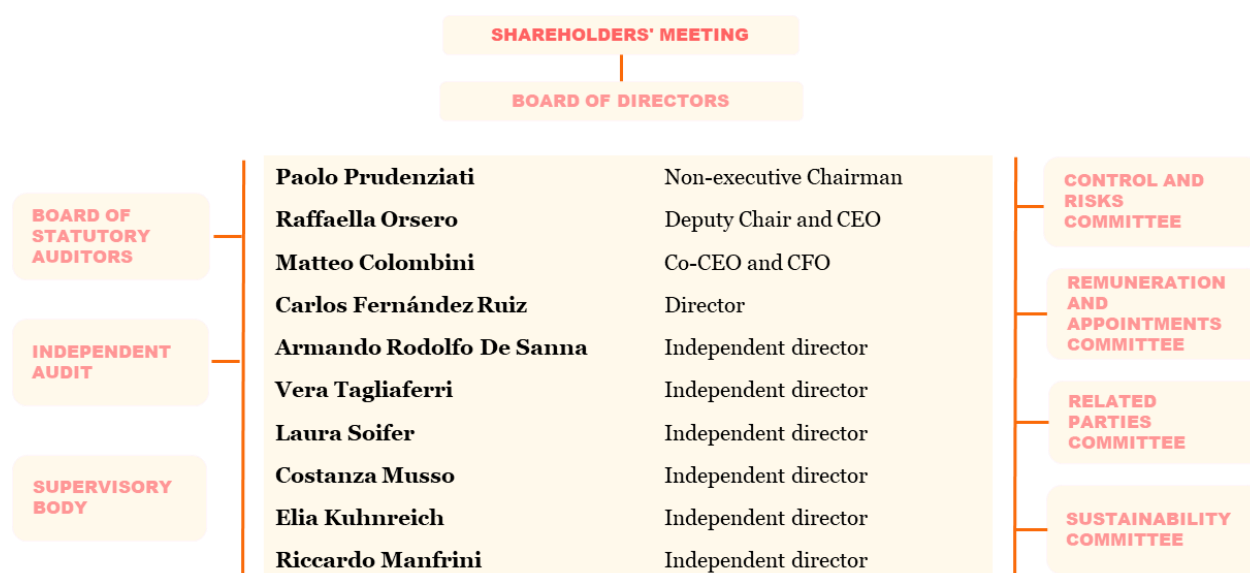 SHAREHOLDERS' MEETING
BOARD OF DIRECTORS
BOARD OF
STATUTORY
AUDITORS
INDEPENDENT
AUDIT
SUPERVISORY
BODY
Paolo Prudenziati Non-executive Chairman
Raffaella Orsero Deputy Chair and CEO
Matteo Colombini Co-CEO and CFO
Carlos Fernández Ruiz Director
Armando Rodolfo De Sanna Independent director
Vera Tagliaferri Independent director
Laura Soifer Independent director
Costanza Musso Independent director
Elia Kuhnreich Independent director
Riccardo Manfrini Independent director
CONTROL AND
RISKS
COMMITTEE
REMUNERATION
AND
APPOINTMENTS
COMMITTEE
RELATED
PARTIES
COMMITTEE
SUSTAINABILITY
COMMITTEE